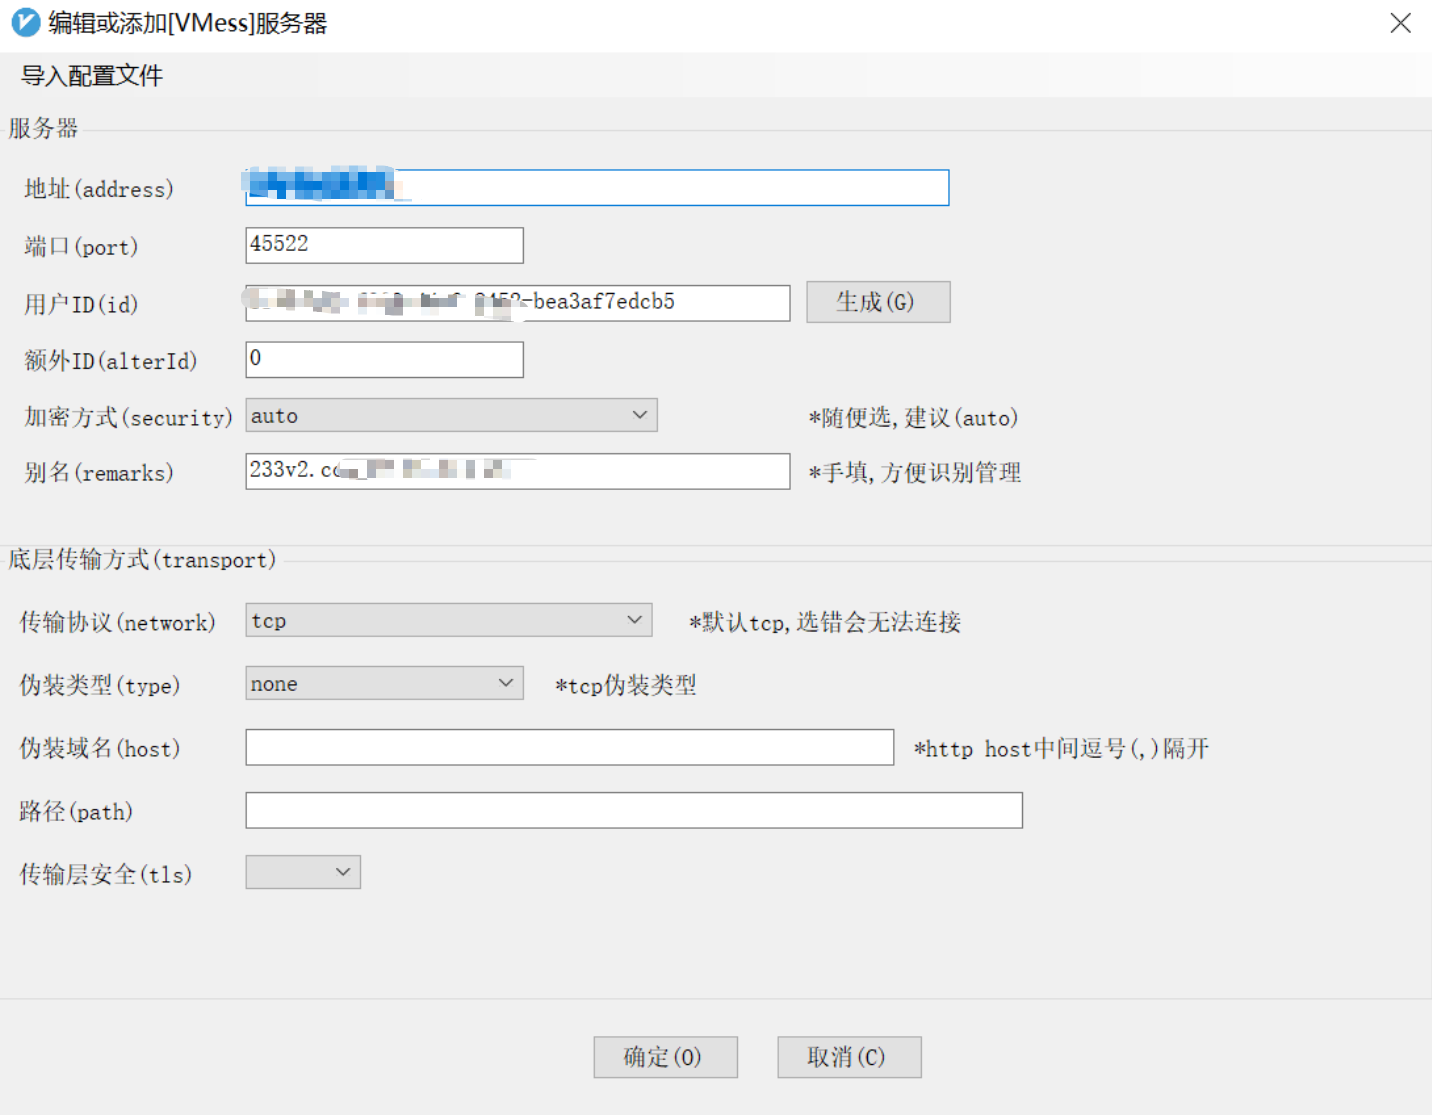 编辑或添加[VMess]服务器
导入配置文件
服务器
地址(address)
端口(port) 45522
用户ID(id) -bea3af7edcb5 生成(G)
额外ID(alterId) 0
加密方式(security) auto *随便选,建议(auto)
别名(remarks) 233v2. *手填,方便识别管理
底层传输方式(transport)
传输协议(network) tcp *默认tcp,选错会无法连接
伪装类型(type) none *tcp伪装类型
伪装域名(host) *http host中间逗号(,)隔开
路径(path)
传输层安全(tls)
确定(O) 取消(C)